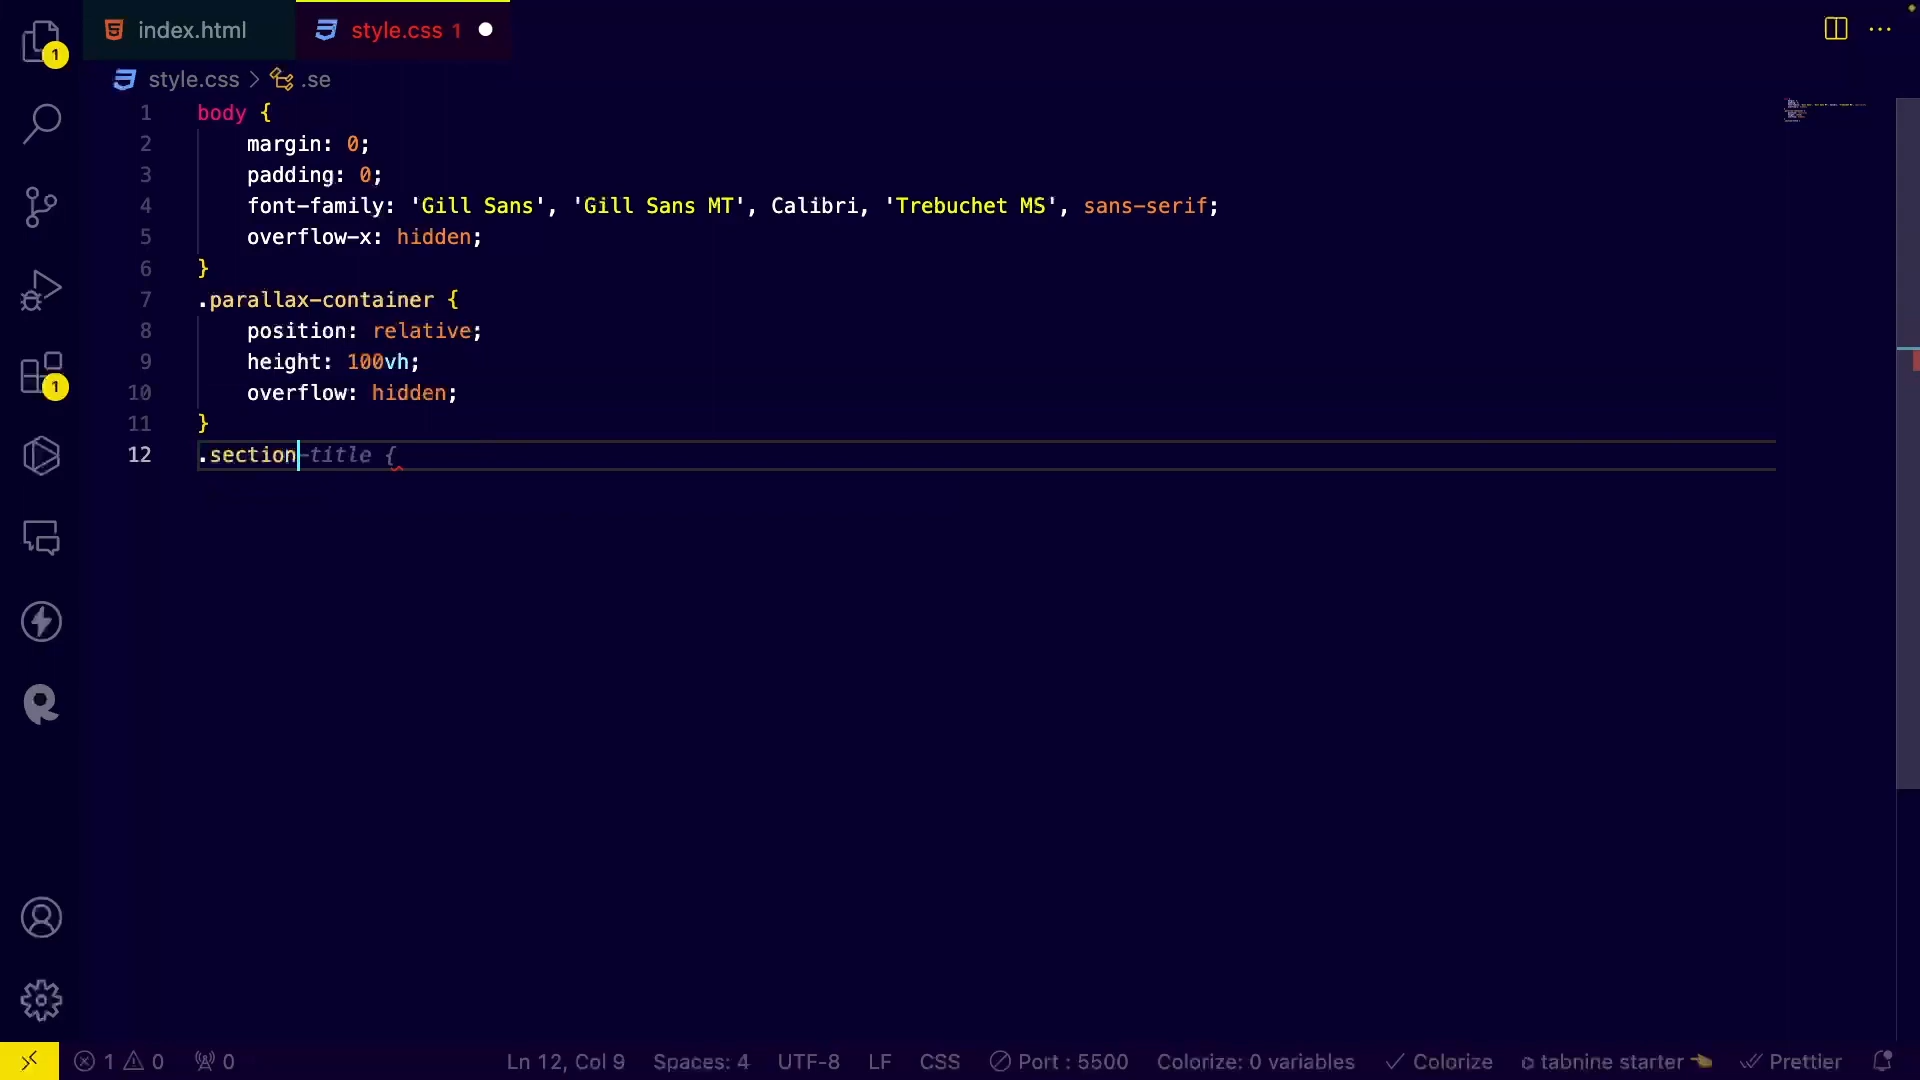 index.html
style.css 1
style.css > .se
1
1 body {
2 margin: 0;
3 padding: 0;
4 font-family: 'Gill Sans', 'Gill Sans MT', Calibri, 'Trebuchet MS', sans-serif;
5 overflow-x: hidden;
6 }
7 .parallax-container {
8 position: relative;
9 height: 100vh;
10 overflow: hidden;
11 }
12 .section-title {
1
1 0 0 Ln 12, Col 9 Spaces: 4 UTF-8 LF CSS Port : 5500 Colorize: 0 variables Colorize tabnine starter Prettier